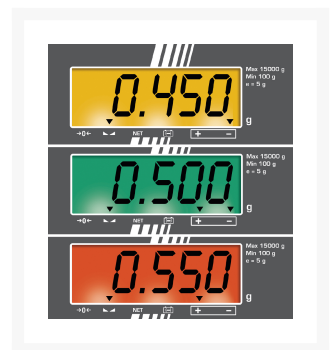 Max 15000 g
Min 100 g
e = 5 g
0.450
g
→0← NET + −
Max 15000 g
Min 100 g
e = 5 g
0.500
g
→0← NET + −
Max 15000 g
Min 100 g
e = 5 g
0.550
g
→0← NET + −